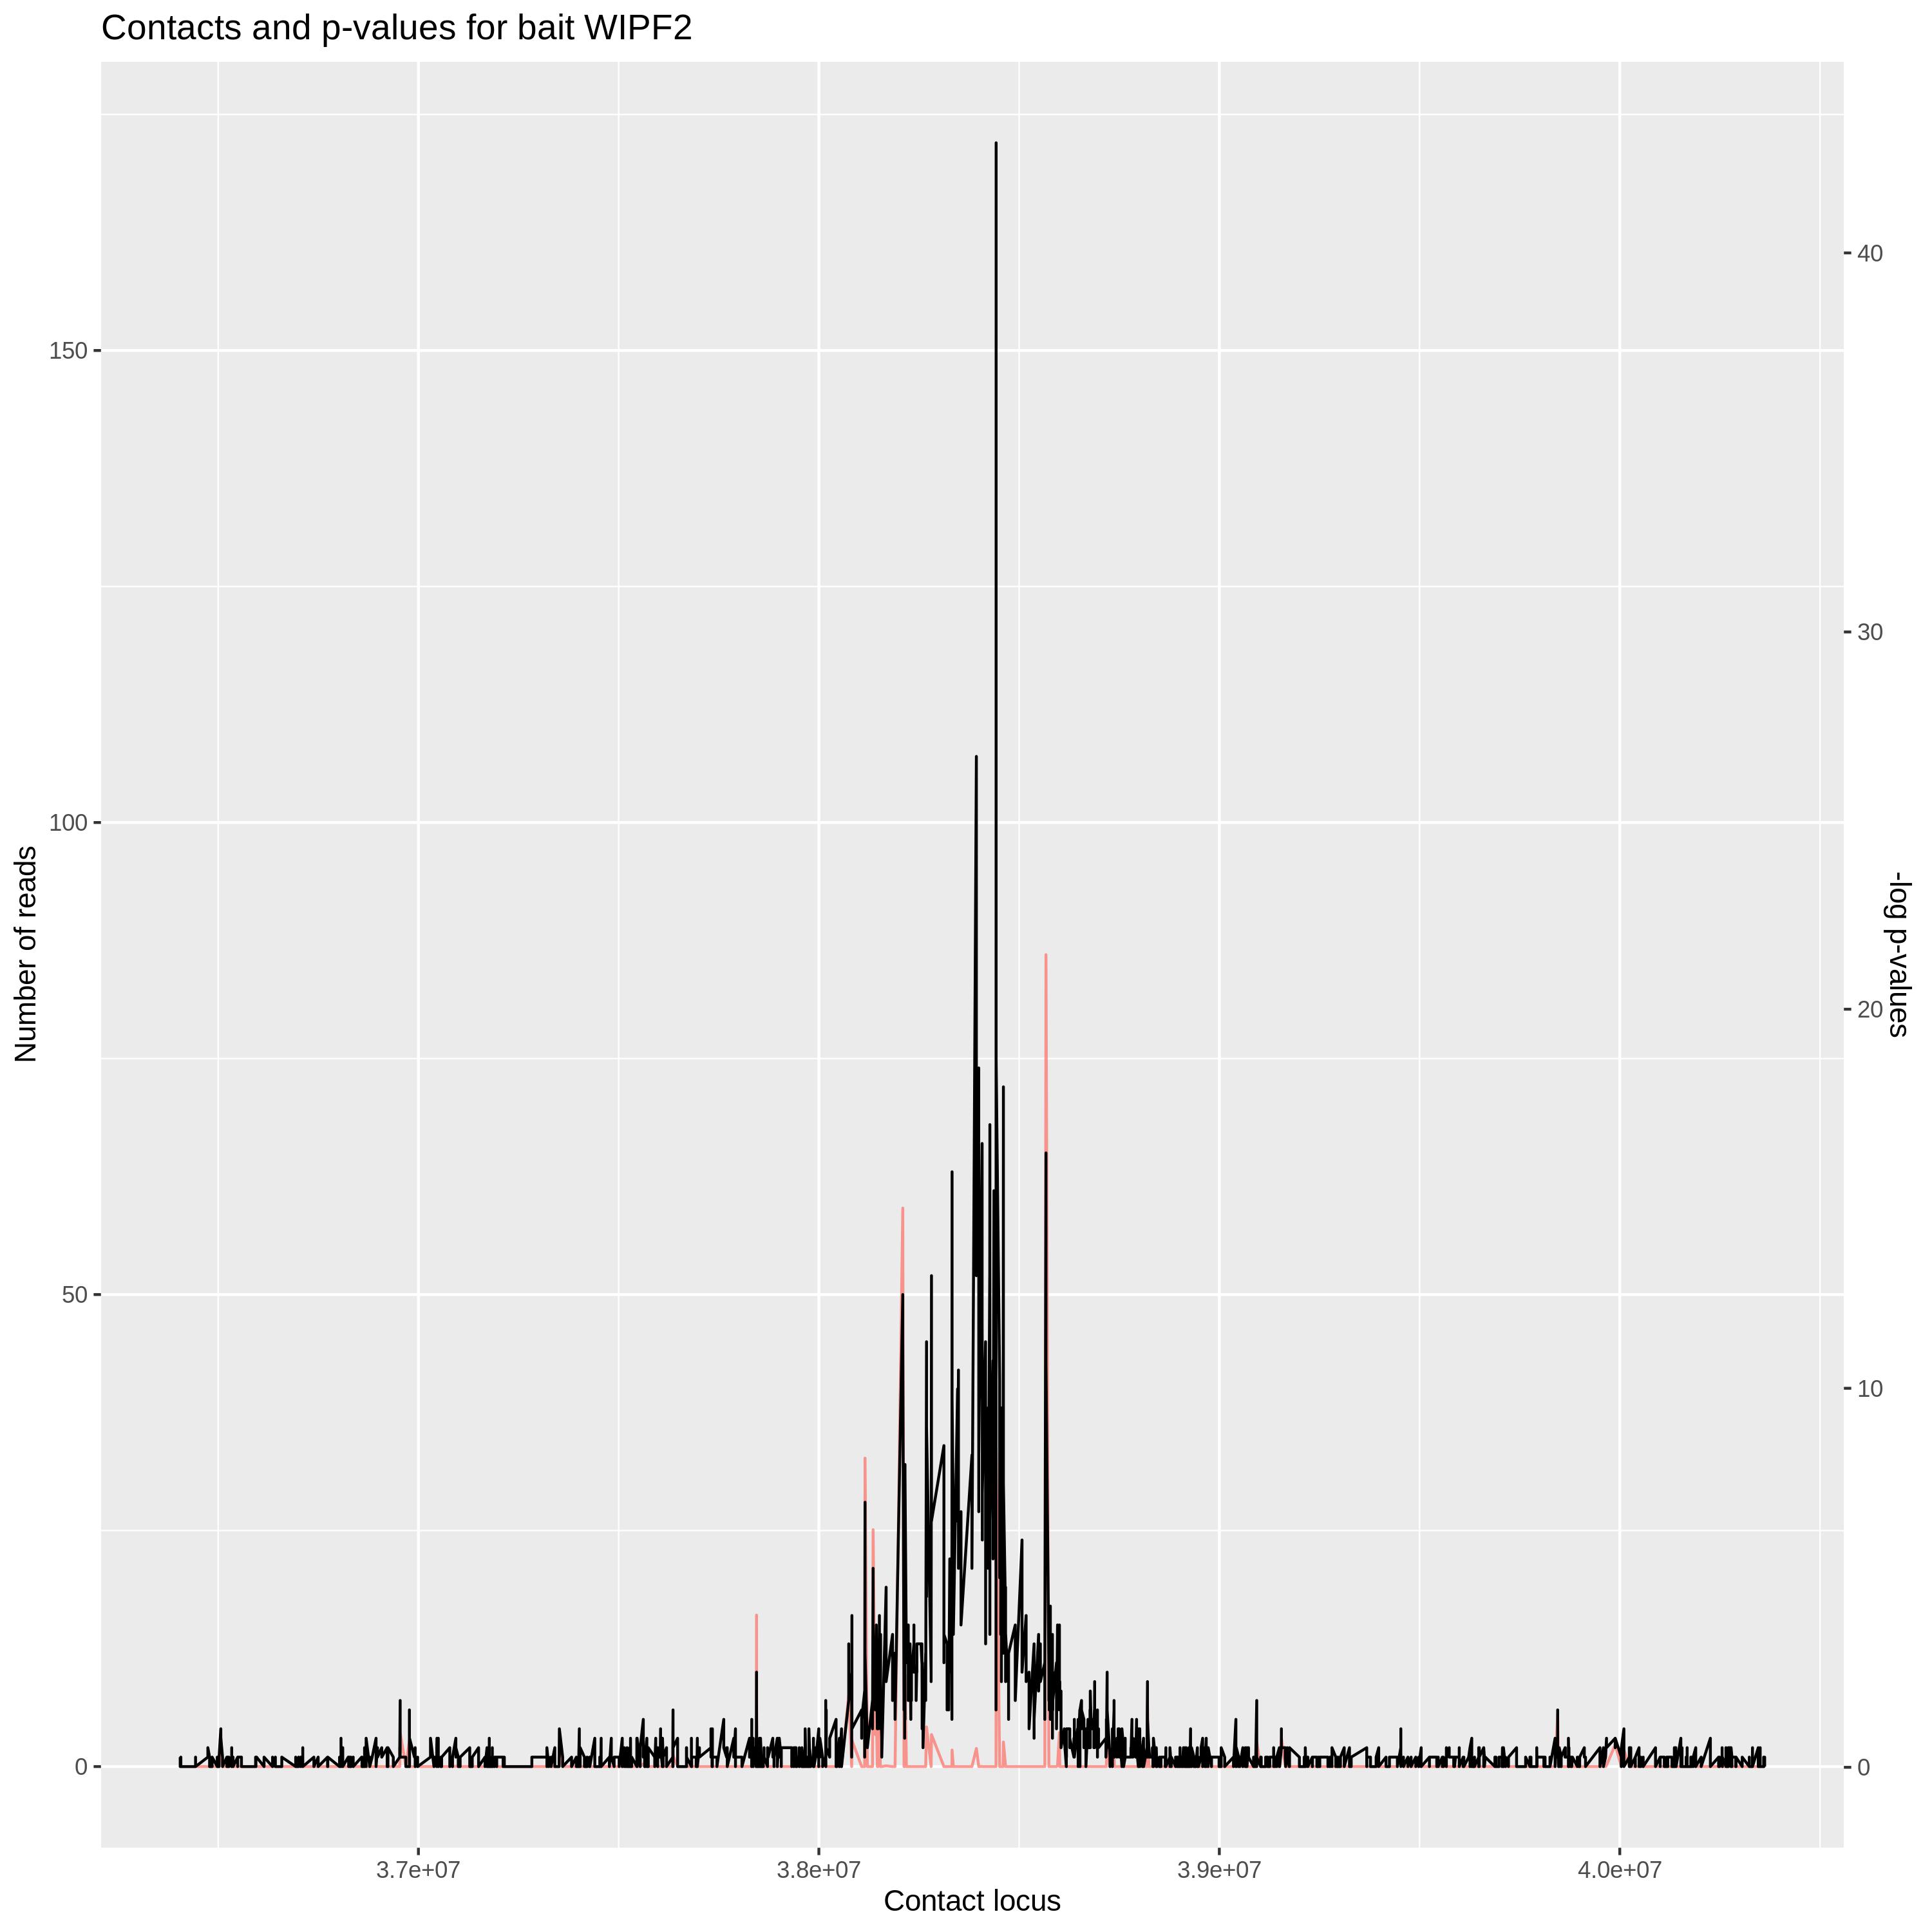 Contacts and p-values for bait WIPF2
150
100
50
0
Number of reads
40
30
20
10
0
-log p-values
3.7e+07
3.8e+07
3.9e+07
4.0e+07
Contact locus